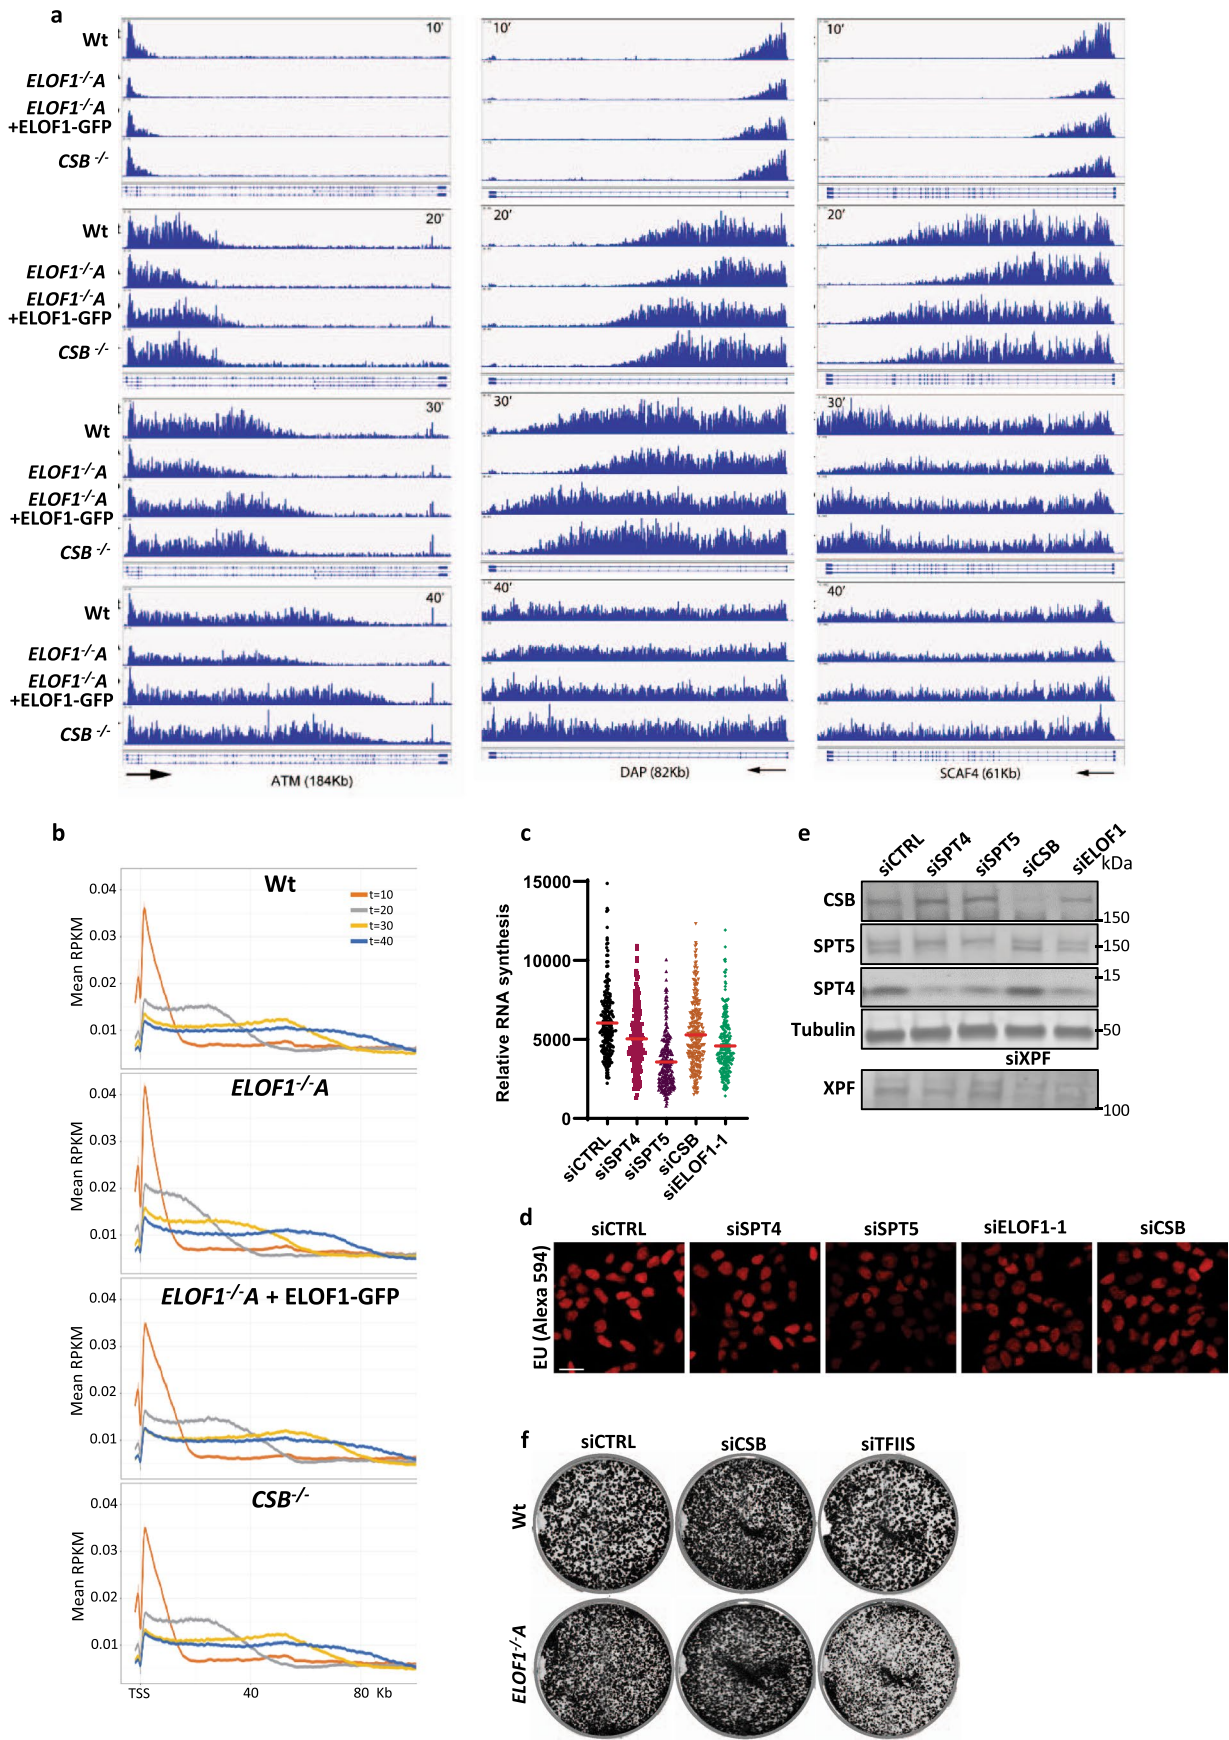 a
Wt
ELOF1-/-A
ELOF1-/-A
+ELOF1-GFP
CSB -/-
10’
10’
10’
Wt
ELOF1-/-A
ELOF1-/-A
+ELOF1-GFP
CSB -/-
20’
20’
20’
Wt
ELOF1-/-A
ELOF1-/-A
+ELOF1-GFP
CSB -/-
30’
30’
30’
Wt
ELOF1-/-A
ELOF1-/-A
+ELOF1-GFP
CSB -/-
40’
40’
40’
ATM (184Kb)
DAP (82Kb)
SCAF4 (61Kb)
b
Wt
t=10
t=20
t=30
t=40
Mean RPKM
0.04
0.03
0.02
0.01
ELOF1-/-A
Mean RPKM
0.04
0.03
0.02
0.01
ELOF1-/-A + ELOF1-GFP
Mean RPKM
0.04
0.03
0.02
0.01
CSB-/-
Mean RPKM
0.04
0.03
0.02
0.01
TSS
40
80 Kb
c
Relative RNA synthesis
15000
10000
5000
0
siCTRL
siSPT4
siSPT5
siCSB
siELOF1-1
e
siCTRL
siSPT4
siSPT5
siCSB
siELOF1
kDa
CSB
150
SPT5
150
SPT4
15
Tubulin
50
siXPF
XPF
100
d
siCTRL
siSPT4
siSPT5
siELOF1-1
siCSB
EU (Alexa 594)
f
siCTRL
siCSB
siTFIIS
Wt
ELOF1-/-A